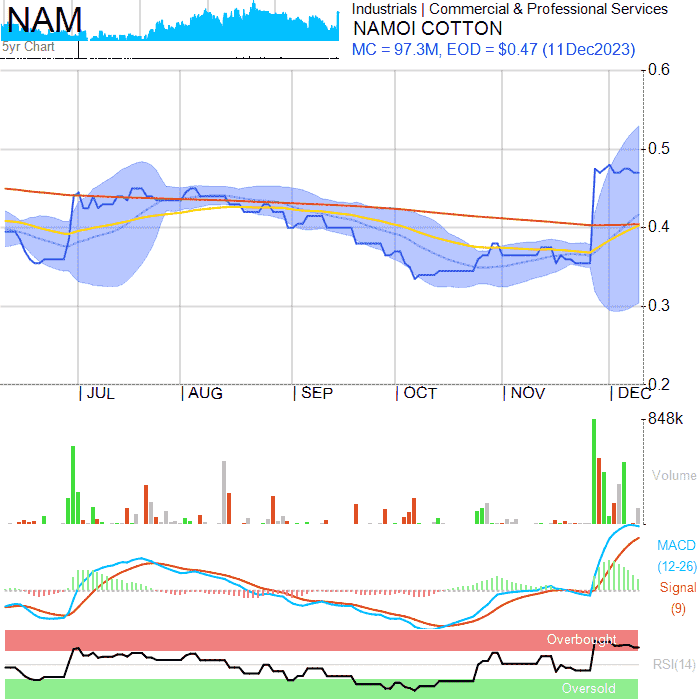 NAM
5yr Chart
Industrials | Commercial & Professional Services
NAMOI COTTON
MC = 97.3M, EOD = $0.47 (11Dec2023)
0.6
0.5
0.4
0.3
0.2
| JUL | AUG | SEP | OCT | NOV | DEC
848k
Volume
MACD
(12-26)
Signal
(9)
Overbought
RSI(14)
Oversold